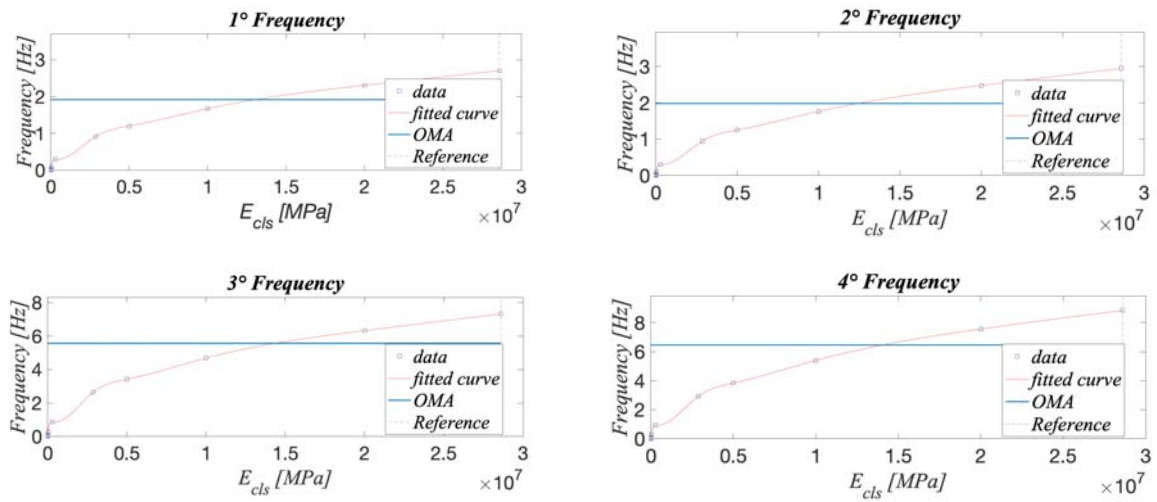 1° Frequency
Frequency [Hz]
3
2
1
0
data
fitted curve
OMA
Reference
0 0.5 1 1.5 2 2.5 3
E_cls [MPa]
×10^7
2° Frequency
Frequency [Hz]
3
2
1
0
data
fitted curve
OMA
Reference
0 0.5 1 1.5 2 2.5 3
E_cls [MPa]
×10^7
3° Frequency
Frequency [Hz]
8
6
4
2
0
data
fitted curve
OMA
Reference
0 0.5 1 1.5 2 2.5 3
E_cls [MPa]
×10^7
4° Frequency
Frequency [Hz]
8
6
4
2
0
data
fitted curve
OMA
Reference
0 0.5 1 1.5 2 2.5 3
E_cls [MPa]
×10^7